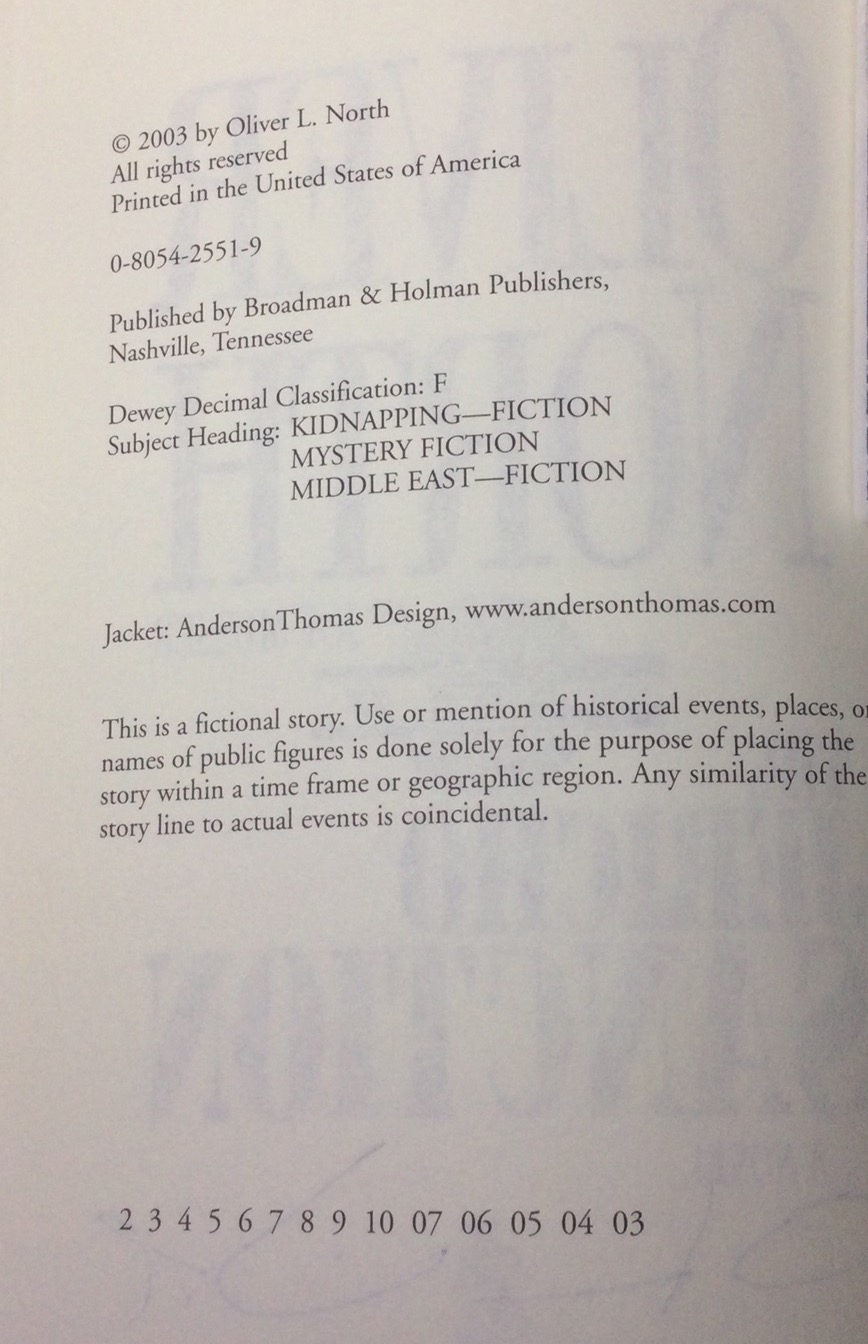 © 2003 by Oliver L. North
All rights reserved
Printed in the United States of America
0-8054-2551-9
Published by Broadman & Holman Publishers,
Nashville, Tennessee
Dewey Decimal Classification: F
Subject Heading: KIDNAPPING—FICTION
MYSTERY FICTION
MIDDLE EAST—FICTION
Jacket: AndersonThomas Design, www.andersonthomas.com
This is a fictional story. Use or mention of historical events, places, or
names of public figures is done solely for the purpose of placing the
story within a time frame or geographic region. Any similarity of the
story line to actual events is coincidental.
2 3 4 5 6 7 8 9 10 07 06 05 04 03